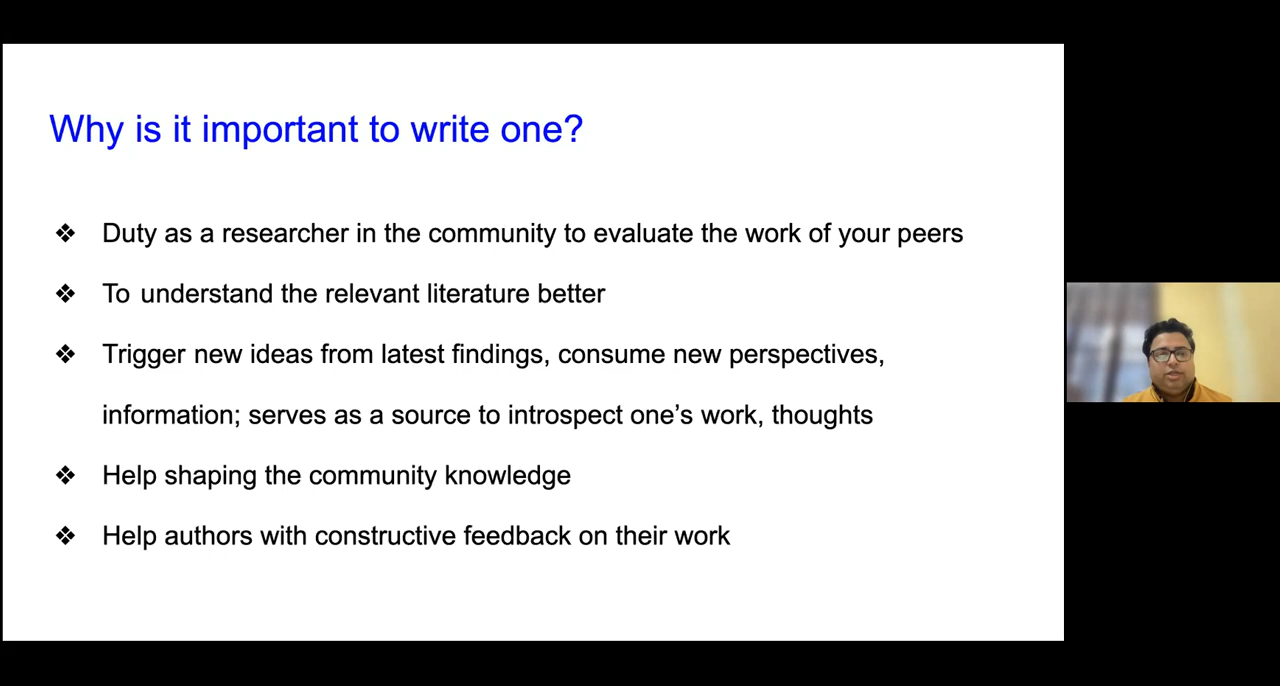 Why is it important to write one?
❖ Duty as a researcher in the community to evaluate the work of your peers
❖ To understand the relevant literature better
❖ Trigger new ideas from latest findings, consume new perspectives,
information; serves as a source to introspect one’s work, thoughts
❖ Help shaping the community knowledge
❖ Help authors with constructive feedback on their work